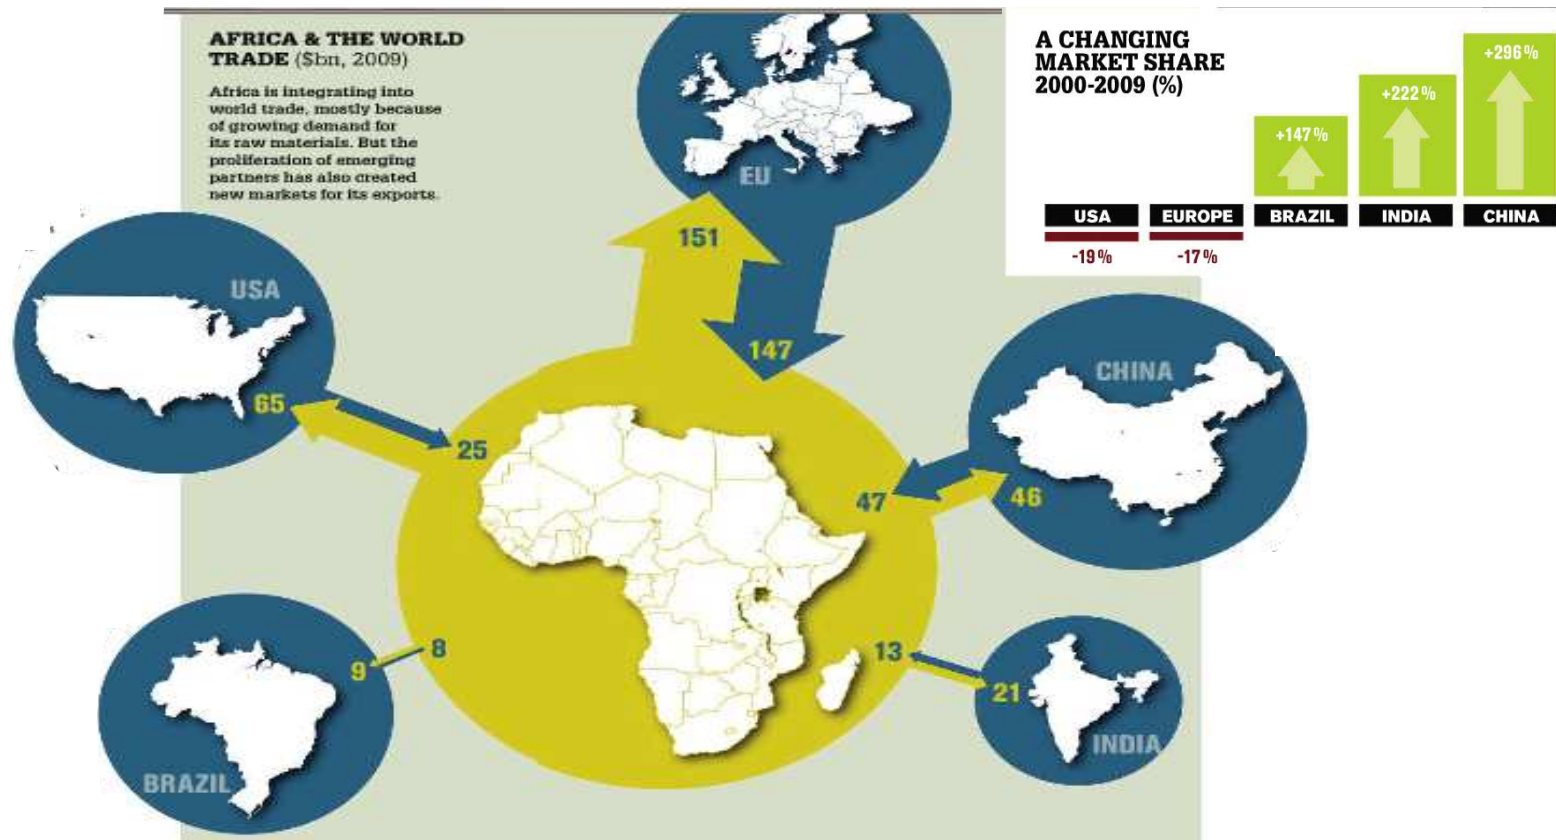 AFRICA & THE WORLD
TRADE ($bn, 2009)
Africa is integrating into
world trade, mostly because
of growing demand for
its raw materials. But the
proliferation of emerging
partners has also created
new markets for its exports.
A CHANGING
MARKET SHARE
2000-2009 (%)
+296%
+222%
+147%
USA
EUROPE
BRAZIL
INDIA
CHINA
-19%
-17%
EU
151
147
USA
65
25
CHINA
47
46
8
9
BRAZIL
13
21
INDIA